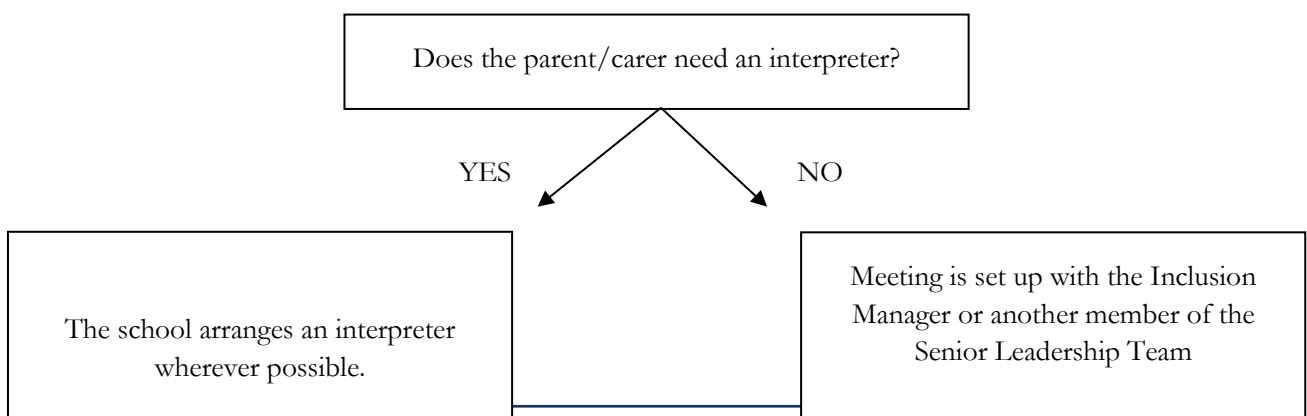 Does the parent/carer need an interpreter?
YES
NO
The school arranges an interpreter
wherever possible.
Meeting is set up with the Inclusion
Manager or another member of the
Senior Leadership Team